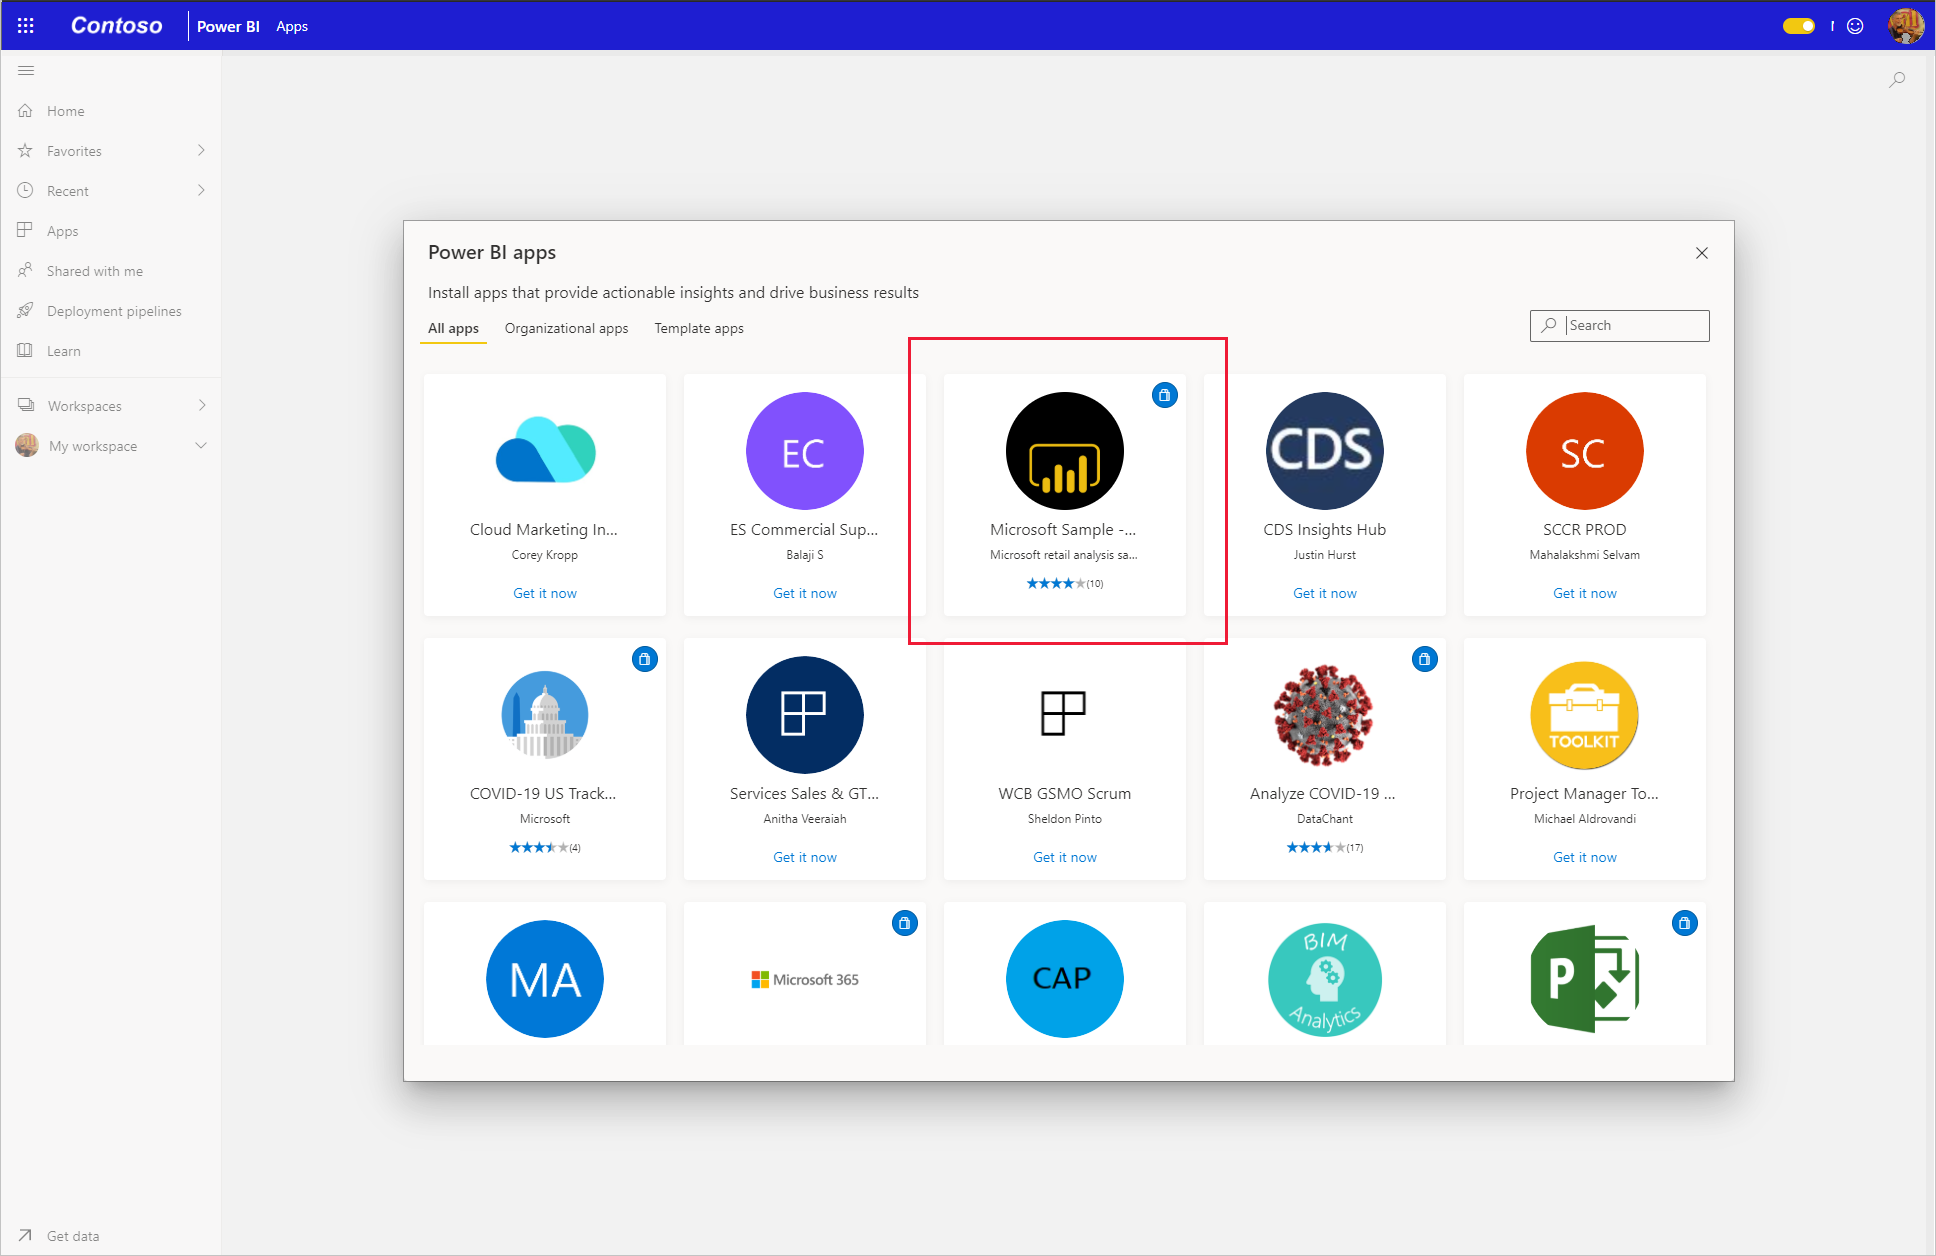 Contoso
Power BI Apps
Home
Favorites
Recent
Apps
Shared with me
Deployment pipelines
Learn
Workspaces
My workspace
Get data
Power BI apps
Install apps that provide actionable insights and drive business results
All apps Organizational apps Template apps
Search
EC
CDS
SC
Cloud Marketing In... ES Commercial Sup... Microsoft Sample -... CDS Insights Hub SCCR PROD
Corey Kropp Balaji S Microsoft retail analysis sa... Justin Hurst Mahalakshmi Selvam
(10)
Get it now Get it now Get it now Get it now
TOOLKIT
COVID-19 US Track... Services Sales & GT... WCB GSMO Scrum Analyze COVID-19 ... Project Manager To...
Microsoft Anitha Veeraiah Sheldon Pinto DataChant Michael Aldrovandi
(4) (17)
Get it now Get it now Get it now
MA
Microsoft 365
CAP
BIM
Analytics
P